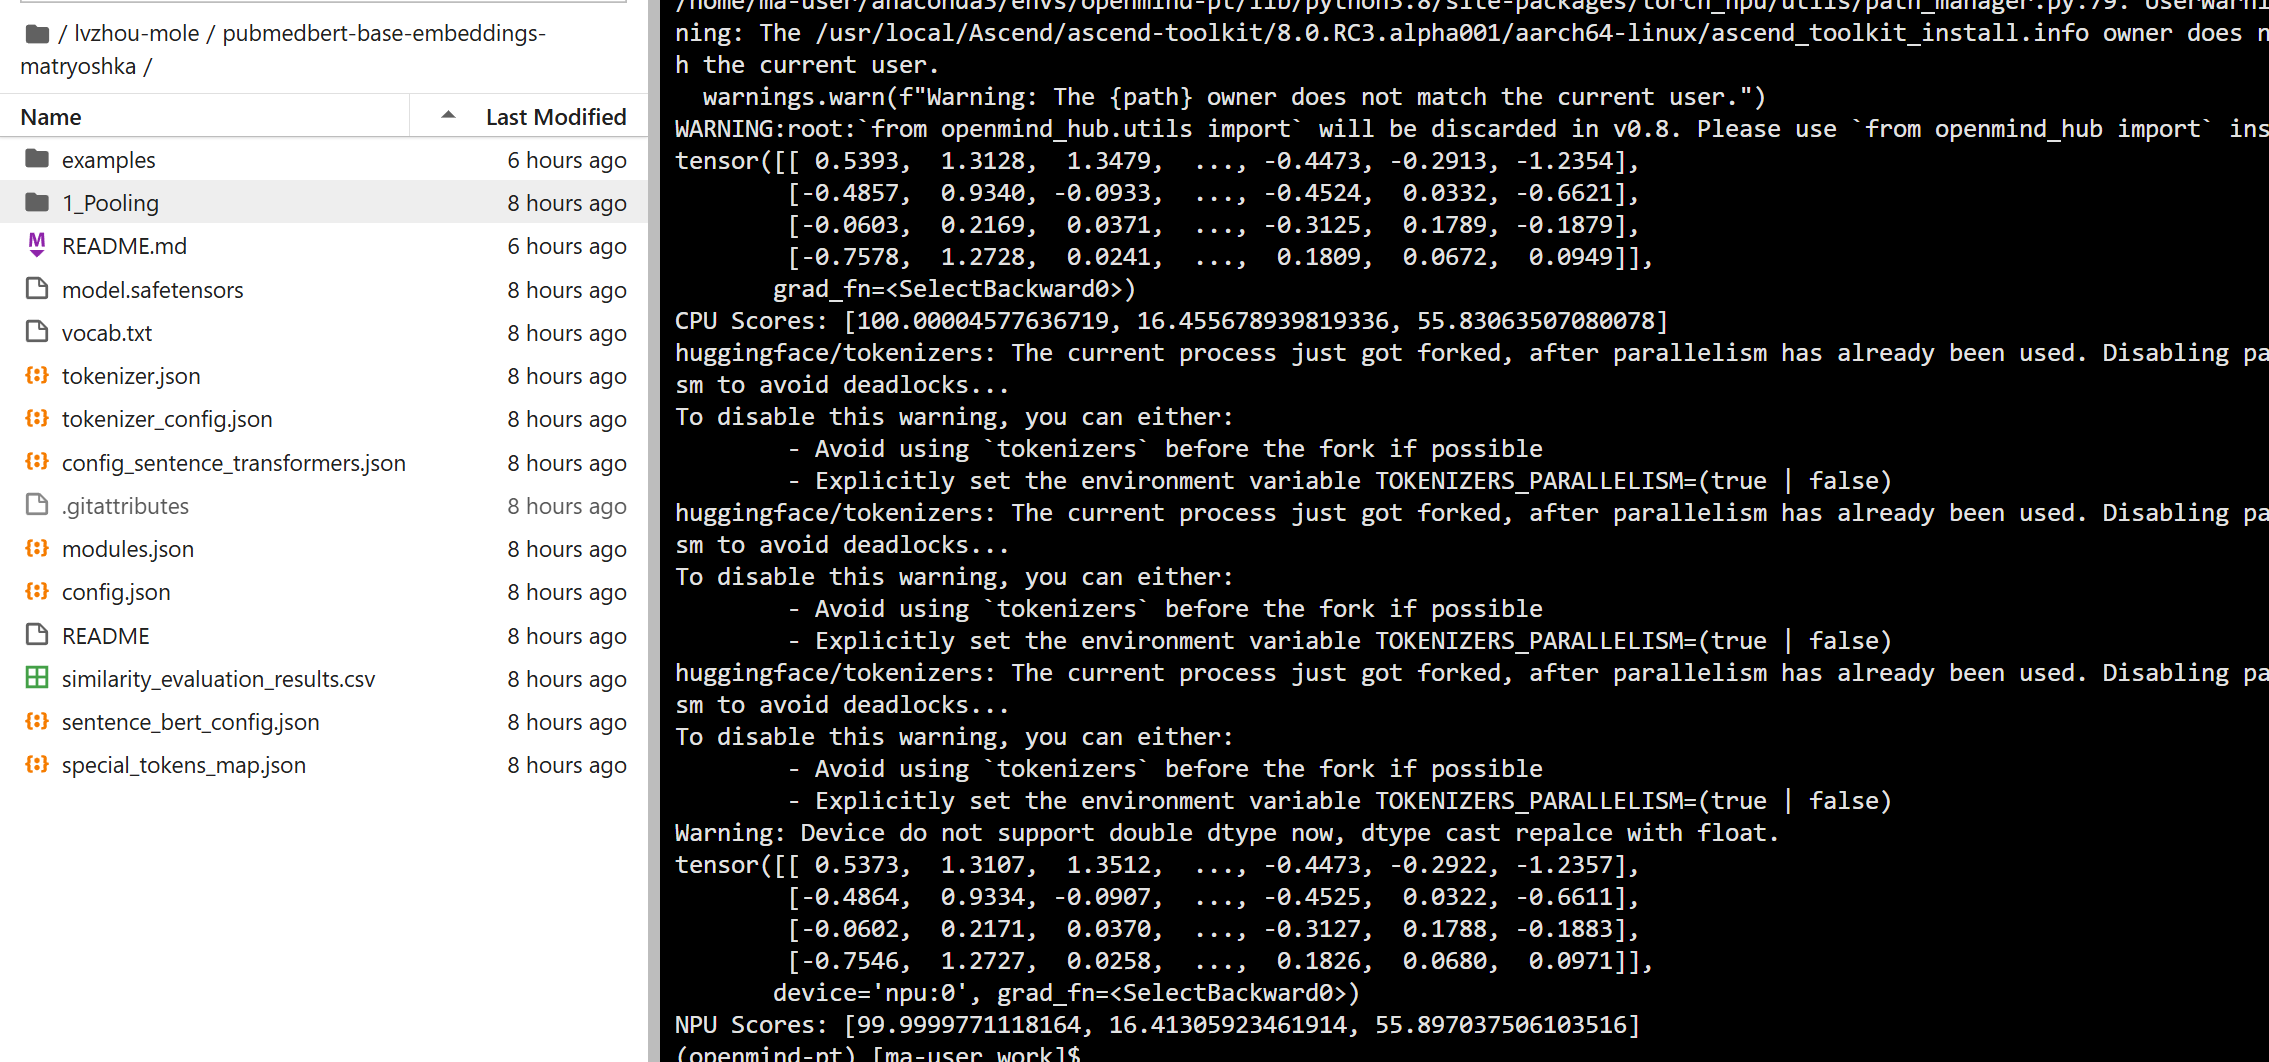 / lvzhou-mole / pubmedbert-base-embeddings-
matryoshka /
Name Last Modified
examples 6 hours ago
1_Pooling 8 hours ago
README.md 6 hours ago
model.safetensors 8 hours ago
vocab.txt 8 hours ago
tokenizer.json 8 hours ago
tokenizer_config.json 8 hours ago
config_sentence_transformers.json 8 hours ago
.gitattributes 8 hours ago
modules.json 8 hours ago
config.json 8 hours ago
README 8 hours ago
similarity_evaluation_results.csv 8 hours ago
sentence_bert_config.json 8 hours ago
special_tokens_map.json 8 hours ago
/home/ma-user/anaconda3/envs/openmind-pt/lib/python3.8/site-packages/torch_npu/utils/path_manager.py:79: UserWarni
ning: The /usr/local/Ascend/ascend-toolkit/8.0.RC3.alpha001/aarch64-linux/ascend_toolkit_install.info owner does n
h the current user.
  warnings.warn(f"Warning: The {path} owner does not match the current user.")
WARNING:root:`from openmind_hub.utils import` will be discarded in v0.8. Please use `from openmind_hub import` ins
tensor([[ 0.5393,  1.3128,  1.3479,  ..., -0.4473, -0.2913, -1.2354],
        [-0.4857,  0.9340, -0.0933,  ..., -0.4524,  0.0332, -0.6621],
        [-0.0603,  0.2169,  0.0371,  ..., -0.3125,  0.1789, -0.1879],
        [-0.7578,  1.2728,  0.0241,  ...,  0.1809,  0.0672,  0.0949]],
       grad_fn=<SelectBackward0>)
CPU Scores: [100.00004577636719, 16.455678939819336, 55.83063507080078]
huggingface/tokenizers: The current process just got forked, after parallelism has already been used. Disabling pa
sm to avoid deadlocks...
To disable this warning, you can either:
        - Avoid using `tokenizers` before the fork if possible
        - Explicitly set the environment variable TOKENIZERS_PARALLELISM=(true | false)
huggingface/tokenizers: The current process just got forked, after parallelism has already been used. Disabling pa
sm to avoid deadlocks...
To disable this warning, you can either:
        - Avoid using `tokenizers` before the fork if possible
        - Explicitly set the environment variable TOKENIZERS_PARALLELISM=(true | false)
huggingface/tokenizers: The current process just got forked, after parallelism has already been used. Disabling pa
sm to avoid deadlocks...
To disable this warning, you can either:
        - Avoid using `tokenizers` before the fork if possible
        - Explicitly set the environment variable TOKENIZERS_PARALLELISM=(true | false)
Warning: Device do not support double dtype now, dtype cast repalce with float.
tensor([[ 0.5373,  1.3107,  1.3512,  ..., -0.4473, -0.2922, -1.2357],
        [-0.4864,  0.9334, -0.0907,  ..., -0.4525,  0.0322, -0.6611],
        [-0.0602,  0.2171,  0.0370,  ..., -0.3127,  0.1788, -0.1883],
        [-0.7546,  1.2727,  0.0258,  ...,  0.1826,  0.0680,  0.0971]],
       device='npu:0', grad_fn=<SelectBackward0>)
NPU Scores: [99.9999771118164, 16.41305923461914, 55.897037506103516]
(openmind-pt) [ma-user work]$